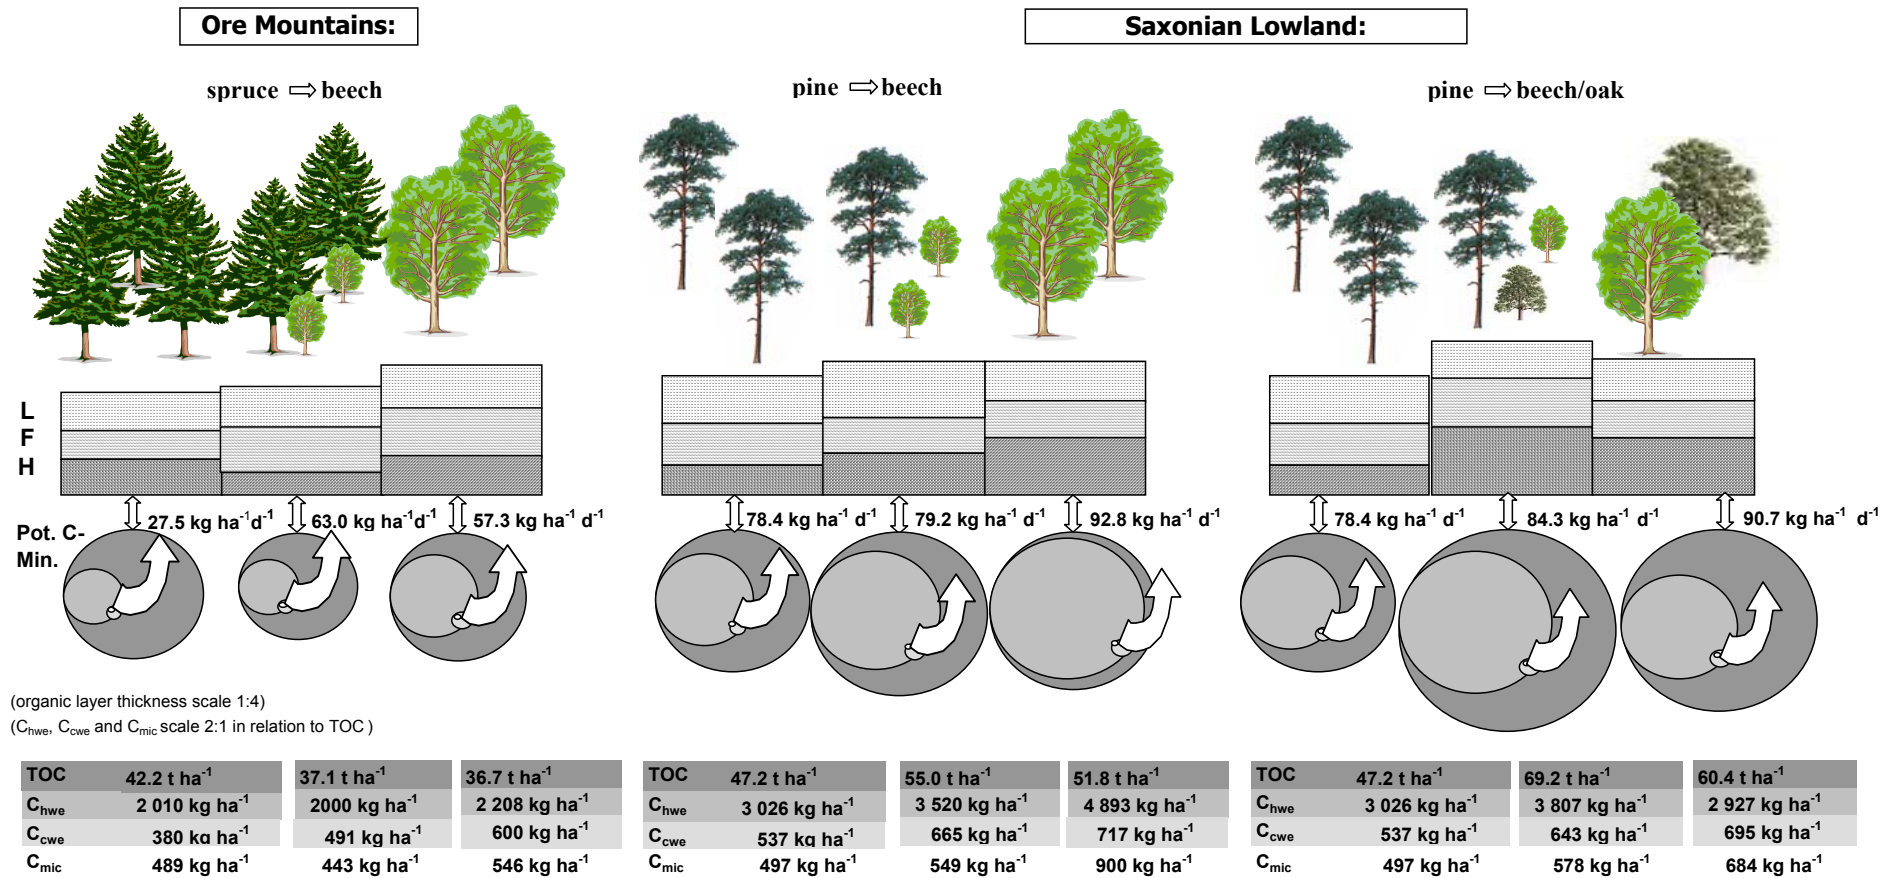 Ore Mountains:
Saxonian Lowland:
spruce ⇨ beech
pine ⇨ beech
pine ⇨ beech/oak
L
F
H
Pot. C-
Min.
27.5 kg ha⁻¹d⁻¹
63.0 kg ha⁻¹d⁻¹
57.3 kg ha⁻¹ d⁻¹
78.4 kg ha⁻¹ d⁻¹
79.2 kg ha⁻¹ d⁻¹
92.8 kg ha⁻¹ d⁻¹
78.4 kg ha⁻¹ d⁻¹
84.3 kg ha⁻¹ d⁻¹
90.7 kg ha⁻¹ d⁻¹
(organic layer thickness scale 1:4)
(Chwe, Ccwe and Cmic scale 2:1 in relation to TOC )
TOC 42.2 t ha⁻¹ 37.1 t ha⁻¹ 36.7 t ha⁻¹
Chwe 2 010 kg ha⁻¹ 2000 kg ha⁻¹ 2 208 kg ha⁻¹
Ccwe 380 kg ha⁻¹ 491 kg ha⁻¹ 600 kg ha⁻¹
Cmic 489 kg ha⁻¹ 443 kg ha⁻¹ 546 kg ha⁻¹
TOC 47.2 t ha⁻¹ 55.0 t ha⁻¹ 51.8 t ha⁻¹
Chwe 3 026 kg ha⁻¹ 3 520 kg ha⁻¹ 4 893 kg ha⁻¹
Ccwe 537 kg ha⁻¹ 665 kg ha⁻¹ 717 kg ha⁻¹
Cmic 497 kg ha⁻¹ 549 kg ha⁻¹ 900 kg ha⁻¹
TOC 47.2 t ha⁻¹ 69.2 t ha⁻¹ 60.4 t ha⁻¹
Chwe 3 026 kg ha⁻¹ 3 807 kg ha⁻¹ 2 927 kg ha⁻¹
Ccwe 537 kg ha⁻¹ 643 kg ha⁻¹ 695 kg ha⁻¹
Cmic 497 kg ha⁻¹ 578 kg ha⁻¹ 684 kg ha⁻¹